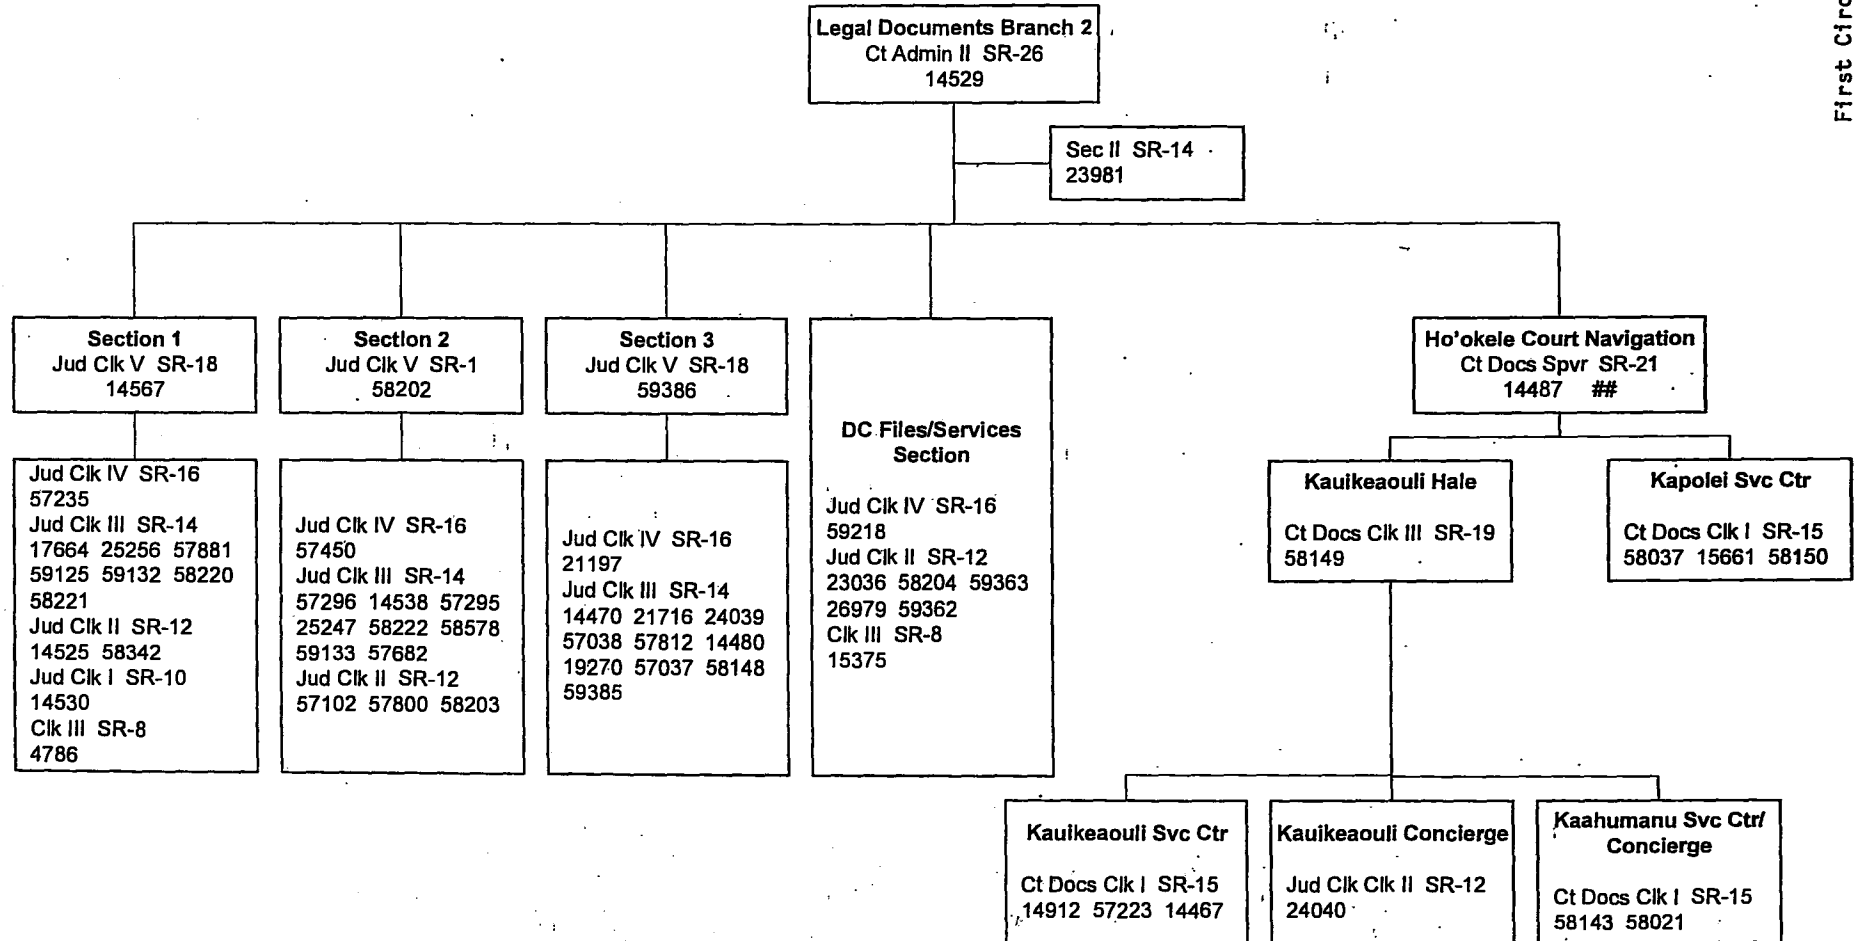 First Circ
Legal Documents Branch 2
Ct Admin II SR-26
14529
Sec II SR-14
23981
Section 1
Jud Clk V SR-18
14567
Section 2
Jud Clk V SR-1
58202
Section 3
Jud Clk V SR-18
59386
Ho'okele Court Navigation
Ct Docs Spvr SR-21
14487 ##
Jud Clk IV SR-16
57235
Jud Clk III SR-14
17664 25256 57881
59125 59132 58220
58221
Jud Clk II SR-12
14525 58342
Jud Clk I SR-10
14530
Clk III SR-8
4786
Jud Clk IV SR-16
57450
Jud Clk III SR-14
57296 14538 57295
25247 58222 58578
59133 57682
Jud Clk II SR-12
57102 57800 58203
Jud Clk IV SR-16
21197
Jud Clk III SR-14
14470 21716 24039
57038 57812 14480
19270 57037 58148
59385
DC Files/Services
Section
Jud Clk IV SR-16
59218
Jud Clk II SR-12
23036 58204 59363
26979 59362
Clk III SR-8
15375
Kauikeaouli Hale
Ct Docs Clk III SR-19
58149
Kapolei Svc Ctr
Ct Docs Clk I SR-15
58037 15661 58150
Kauikeaouli Svc Ctr
Ct Docs Clk I SR-15
14912 57223 14467
Kauikeaouli Concierge
Jud Clk Clk II SR-12
24040
Kaahumanu Svc Ctr/
Concierge
Ct Docs Clk I SR-15
58143 58021